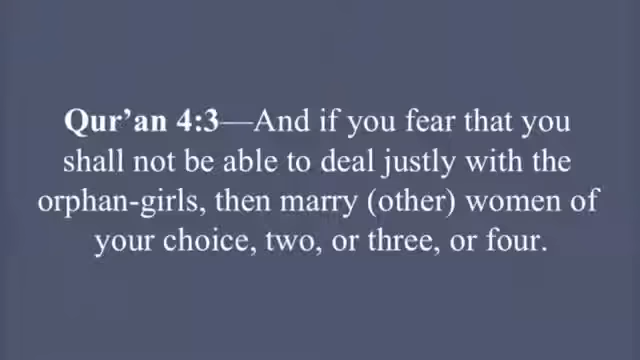 Qur’an 4:3—And if you fear that you
shall not be able to deal justly with the
orphan-girls, then marry (other) women of
your choice, two, or three, or four.